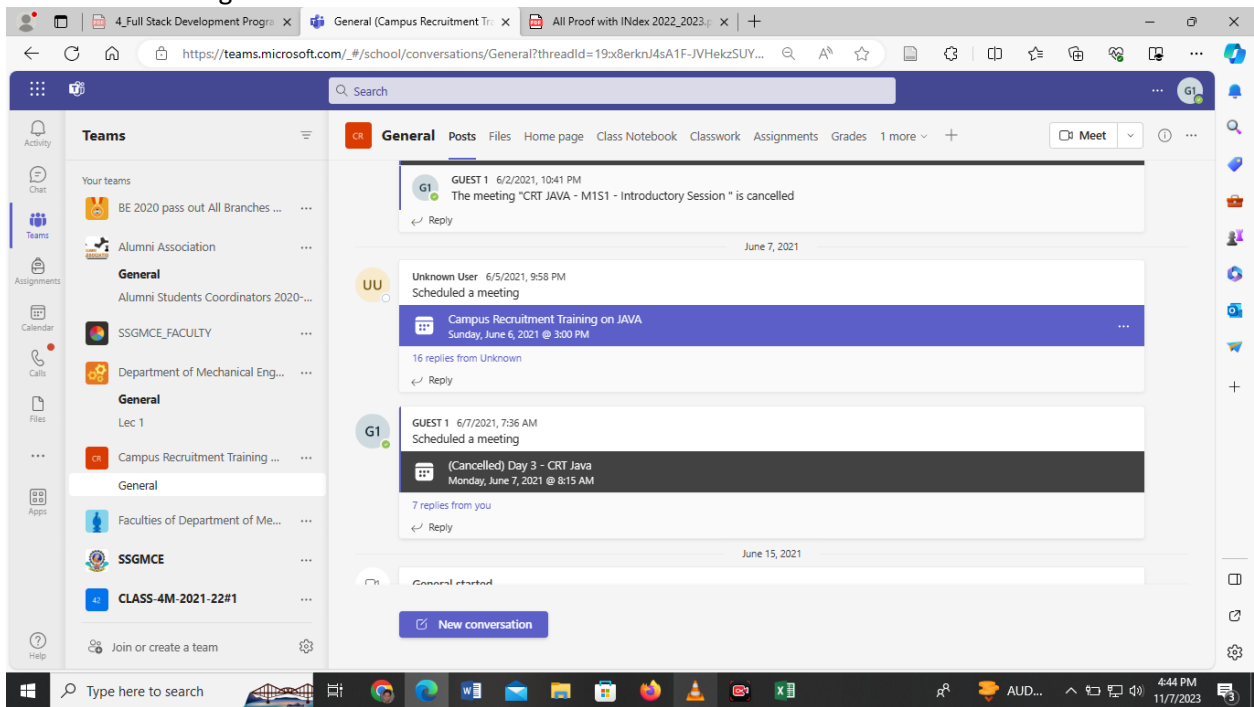 4_Full Stack Development Progra
General (Campus Recruitment Tr
All Proof with INdex 2022_2023.p
https://teams.microsoft.com/_#/school/conversations/General?threadId=19:x8erknJ4sA1F-JVHekzSUY...
Search
G1
Activity
Chat
Teams
Assignments
Calendar
Calls
Files
Apps
Help
Teams
Your teams
BE 2020 pass out All Branches ...
Alumni Association
General
Alumni Students Coordinators 2020-...
SSGMCE_FACULTY
Department of Mechanical Eng...
General
Lec 1
CR Campus Recruitment Training ...
General
Faculties of Department of Me...
SSGMCE
42 CLASS-4M-2021-22#1
Join or create a team
CR General Posts Files Home page Class Notebook Classwork Assignments Grades 1 more
Meet
G1 GUEST 1 6/2/2021, 10:41 PM
The meeting "CRT JAVA - M1S1 - Introductory Session " is cancelled
Reply
June 7, 2021
UU Unknown User 6/5/2021, 9:58 PM
Scheduled a meeting
Campus Recruitment Training on JAVA
Sunday, June 6, 2021 @ 3:00 PM
16 replies from Unknown
Reply
G1 GUEST 1 6/7/2021, 7:36 AM
Scheduled a meeting
(Cancelled) Day 3 - CRT Java
Monday, June 7, 2021 @ 8:15 AM
7 replies from you
Reply
June 15, 2021
General started
New conversation
Type here to search
AUD...
4:44 PM
11/7/2023
3